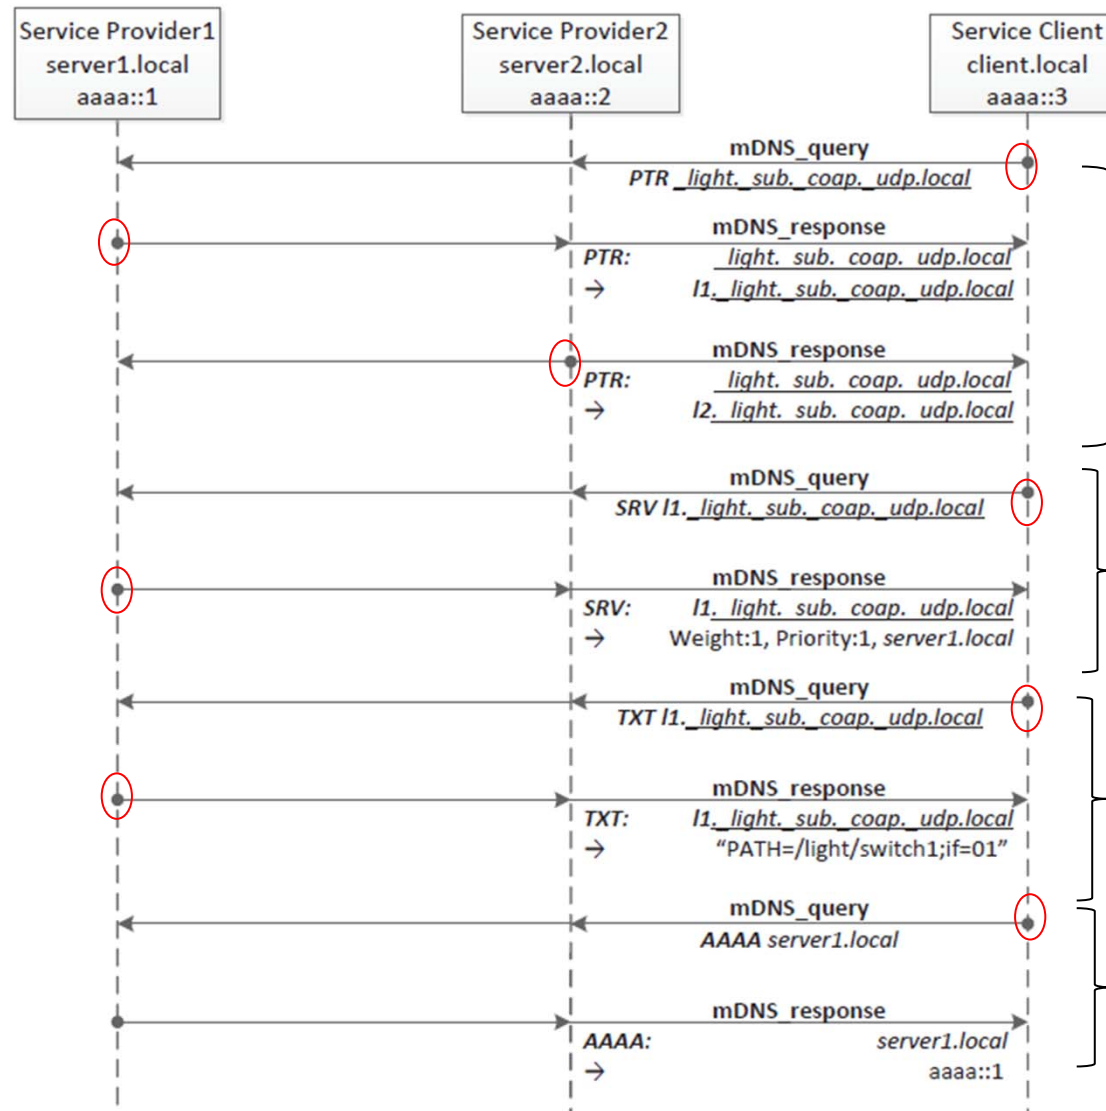 Service Provider1
server1.local
aaaa::1
Service Provider2
server2.local
aaaa::2
Service Client
client.local
aaaa::3
mDNS_query
PTR _light._sub._coap._udp.local
mDNS_response
PTR: _light._sub._coap._udp.local
→ l1._light._sub._coap._udp.local
mDNS_response
PTR: _light._sub._coap._udp.local
→ l2._light._sub._coap._udp.local
mDNS_query
SRV l1._light._sub._coap._udp.local
mDNS_response
SRV: l1._light._sub._coap._udp.local
→ Weight:1, Priority:1, server1.local
mDNS_query
TXT l1._light._sub._coap._udp.local
mDNS_response
TXT: l1._light._sub._coap._udp.local
→ “PATH=/light/switch1;if=01”
mDNS_query
AAAA server1.local
mDNS_response
AAAA: server1.local
→ aaaa::1